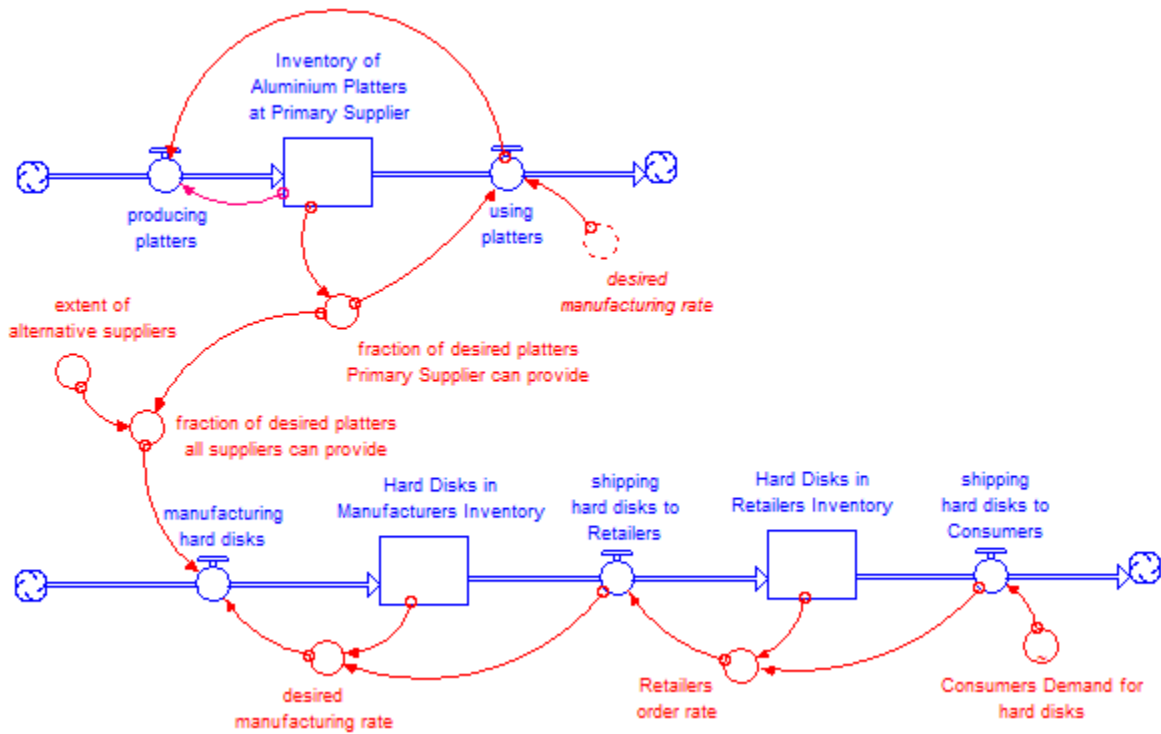 Inventory of
Aluminium Platters
at Primary Supplier
producing
platters
using
platters
desired
manufacturing rate
extent of
alternative suppliers
fraction of desired platters
Primary Supplier can provide
fraction of desired platters
all suppliers can provide
manufacturing
hard disks
Hard Disks in
Manufacturers Inventory
shipping
hard disks to
Retailers
Hard Disks in
Retailers Inventory
shipping
hard disks to
Consumers
desired
manufacturing rate
Retailers
order rate
Consumers Demand for
hard disks